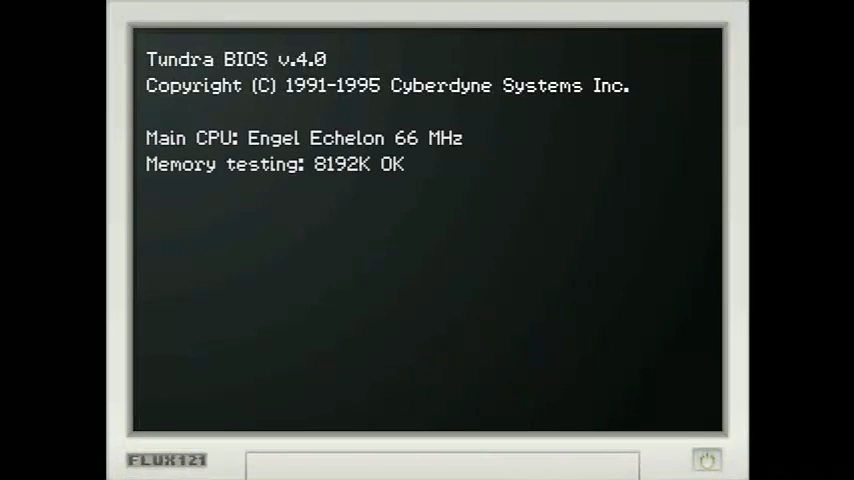 Tundra BIOS v.4.0
Copyright (C) 1991-1995 Cyberdyne Systems Inc.
Main CPU: Engel Echelon 66 MHz
Memory testing: 8192K OK
FLUX121